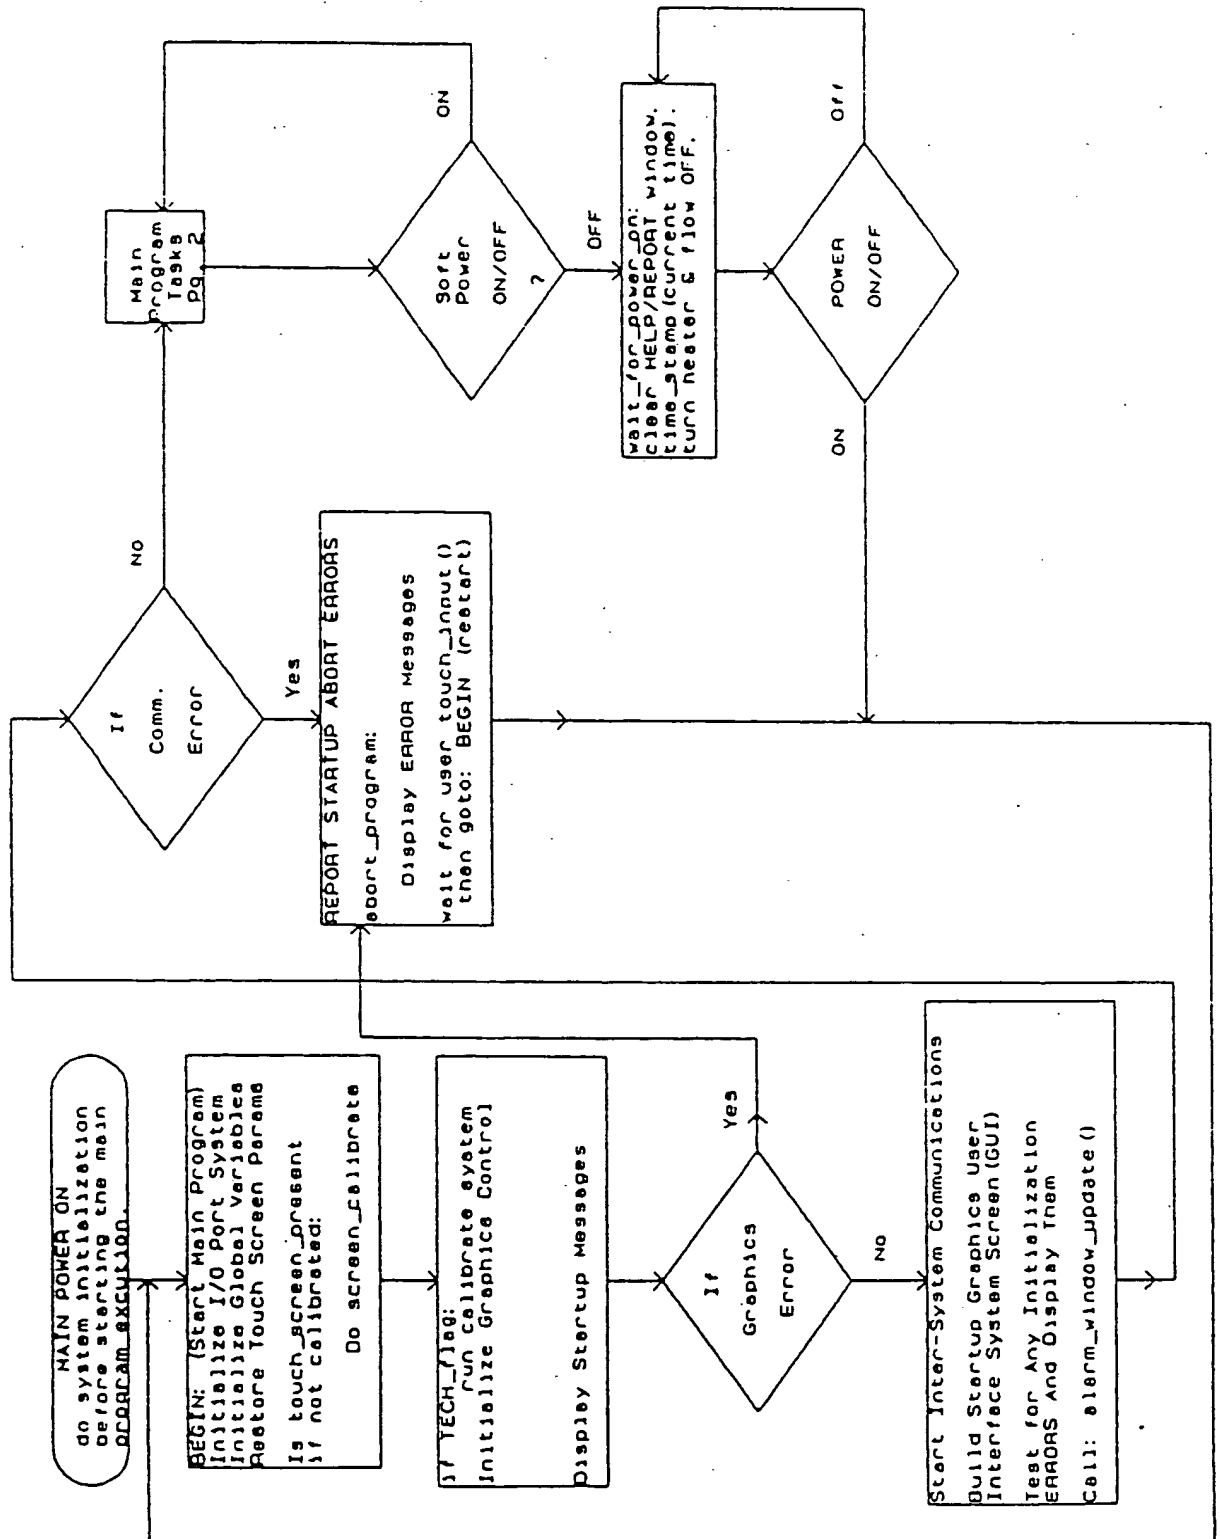 MAIN POWER ON
do system initialization
before starting the main
program excution.
BEGIN: (Start Main Program)
Initialize I/O Port System
Initialize Global Variables
Restore Touch Screen Params
Is touch_screen_present
if not calibrated:
Do screen_calibrate
if TECH_flag:
run calibrate system
Initialize Graphics Control
Display Startup Messages
If
Graphics
Error
Yes
No
Start Inter-System Communications
Build Startup Graphics User
Interface System Screen(GUI)
Test for Any Initialization
ERRORS And Display Them
Call: alarm_window_update()
If
Comm.
Error
NO
Yes
REPORT STARTUP ABORT ERRORS
abort_program:
Display ERROR Messages
wait for user touch_input()
then goto: BEGIN (restart)
Main
Program
Tasks
Pg 2
Soft
Power
ON/OFF
?
ON
OFF
wait_for_power_on:
clear HELP/REPORT window.
time_stamp(current time).
turn heater & flow OFF.
POWER
ON/OFF
Off
ON